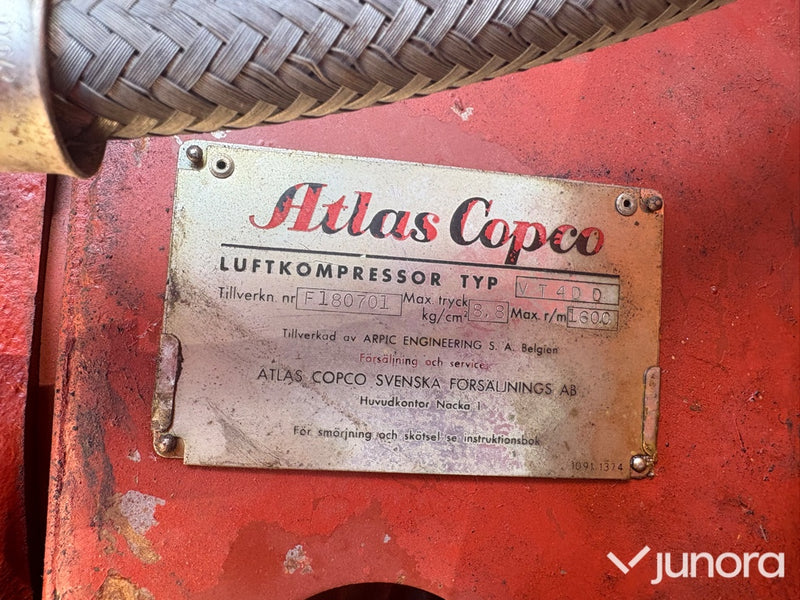 Atlas Copco
LUFTKOMPRESSOR TYP VT4DD
Tillverkn. nr F180701 Max. tryck kg/cm² 8,8 Max. r/m 1600
Tillverkad av ARPIC ENGINEERING S. A. Belgien
Försäljning och service:
ATLAS COPCO SVENSKA FÖRSÄLJNINGS AB
Huvudkontor Nacka 1
För smörjning och skötsel se instruktionsbok
1091 1374
junora